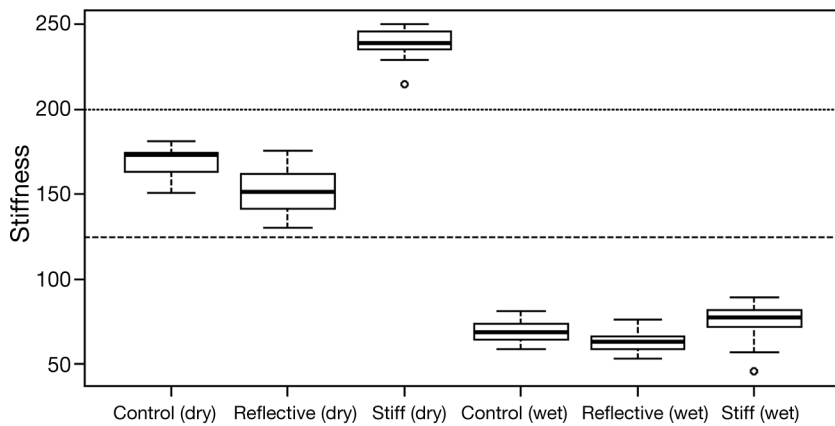 Stiffness
250
200
150
100
50
Control (dry) Reflective (dry) Stiff (dry) Control (wet) Reflective (wet) Stiff (wet)